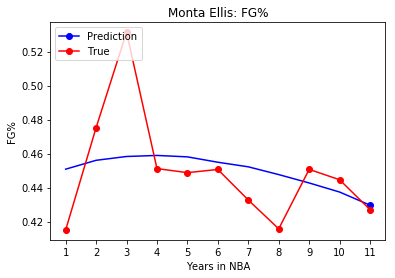 Monta Ellis: FG%
Prediction
True
0.52
0.50
0.48
0.46
0.44
0.42
FG%
1 2 3 4 5 6 7 8 9 10 11
Years in NBA